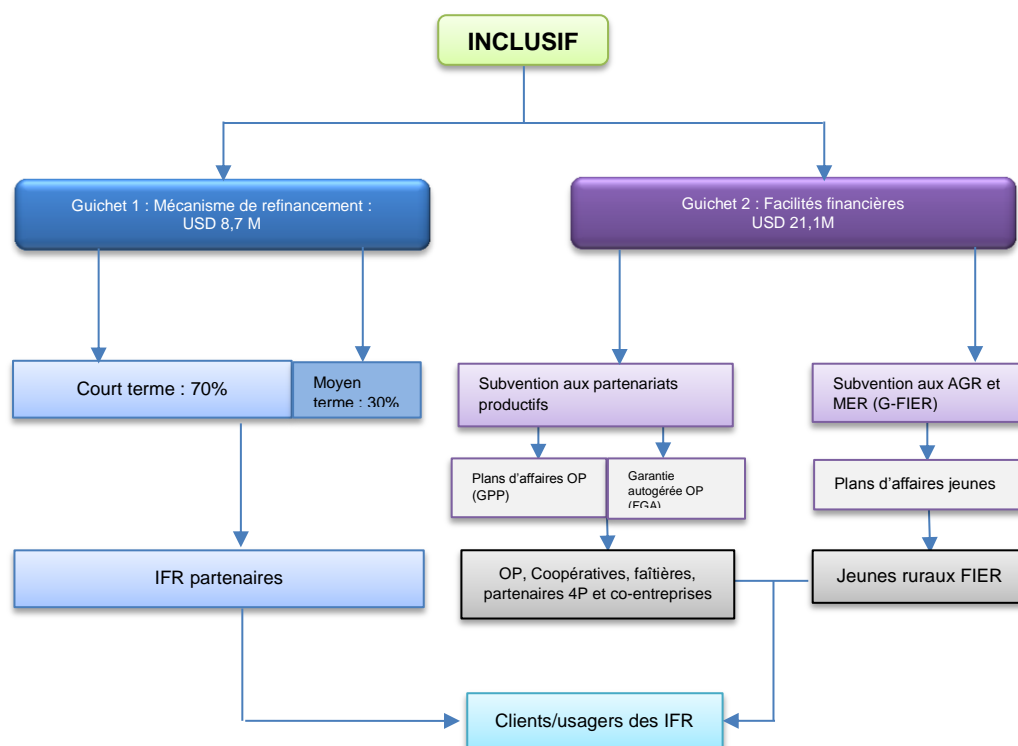 INCLUSIF
Guichet 1 : Mécanisme de refinancement :
USD 8,7 M
Guichet 2 : Facilités financières
USD 21,1M
Court terme : 70%
Moyen
terme : 30%
Subvention aux partenariats
productifs
Subvention aux AGR et
MER (G-FIER)
Plans d'affaires OP
(GPP)
Garantie
autogérée OP
(FGA)
Plans d'affaires jeunes
IFR partenaires
OP, Coopératives, faîtières,
partenaires 4P et co-entreprises
Jeunes ruraux FIER
Clients/usagers des IFR